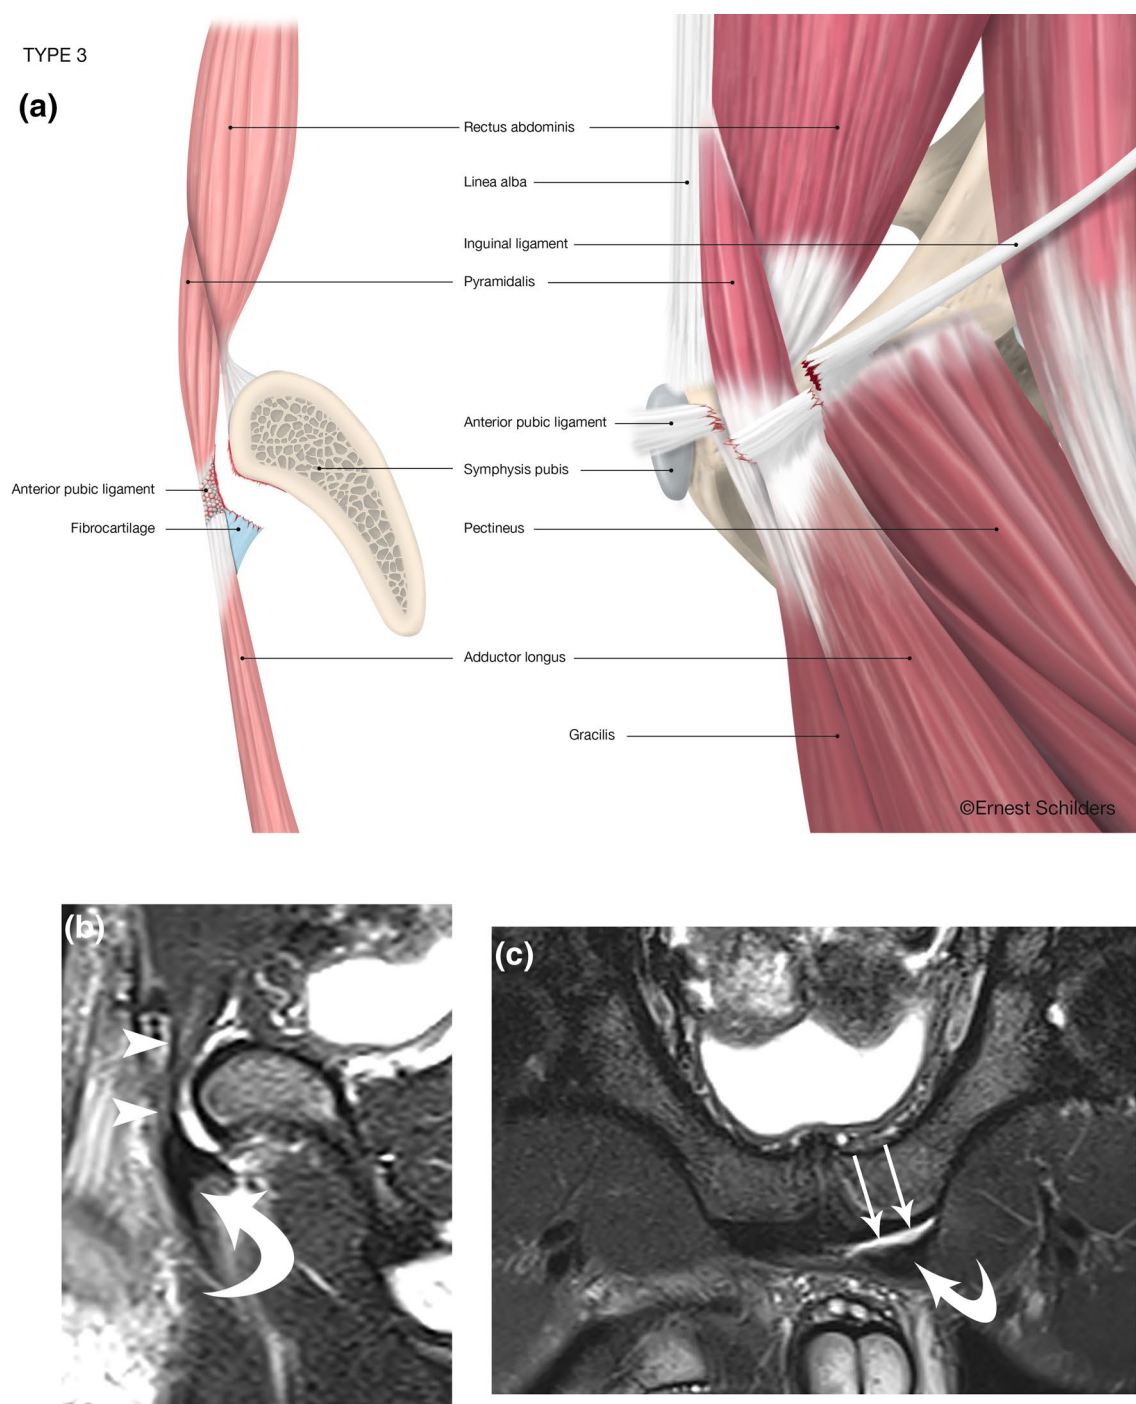 TYPE 3
(a)
Rectus abdominis
Linea alba
Inguinal ligament
Pyramidalis
Anterior pubic ligament
Symphysis pubis
Anterior pubic ligament
Fibrocartilage
Pectineus
Adductor longus
Gracilis
©Ernest Schilders
(b)
(c)